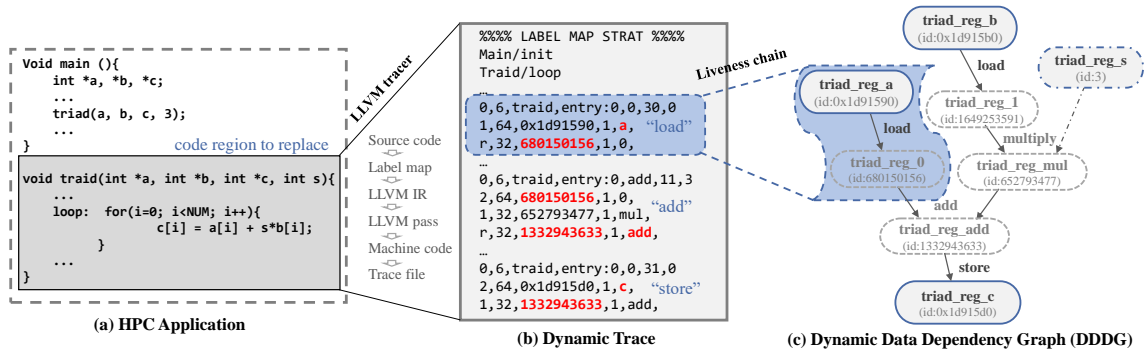 Void main (){
int *a, *b, *c;
...
triad(a, b, c, 3);
...
}
code region to replace
void traid(int *a, int *b, int *c, int s){
...
loop: for(i=0; i<NUM; i++){
c[i] = a[i] + s*b[i];
}
...
}
(a) HPC Application
LLVM tracer
Source code
Label map
LLVM IR
LLVM pass
Machine code
Trace file
%%%% LABEL MAP STRAT %%%%
Main/init
Traid/loop
…
0,6,traid,entry:0,0,30,0
1,64,0x1d91590,1,a, “load”
r,32,680150156,1,0,
…
0,6,traid,entry:0,add,11,3
2,64,680150156,1,0,
“add”
1,32,652793477,1,mul,
r,32,1332943633,1,add,
…
0,6,traid,entry:0,0,31,0
2,64,0x1d915d0,1,c, “store”
1,32,1332943633,1,add,
(b) Dynamic Trace
Liveness chain
triad_reg_b
(id:0x1d915b0)
load
triad_reg_s
(id:3)
triad_reg_a
(id:0x1d91590)
load
triad_reg_1
(id:1649253591)
multiply
triad_reg_0
(id:680150156)
triad_reg_mul
(id:652793477)
add
triad_reg_add
(id:1332943633)
store
triad_reg_c
(id:0x1d915d0)
(c) Dynamic Data Dependency Graph (DDDG)